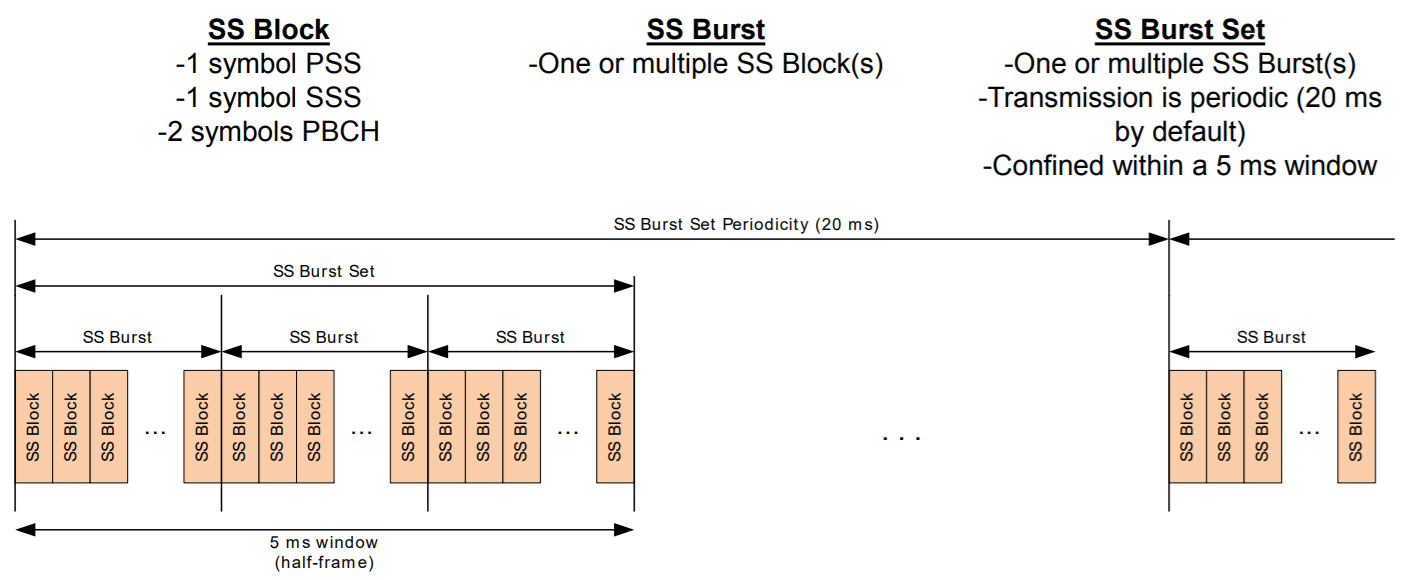 SS Block
-1 symbol PSS
-1 symbol SSS
-2 symbols PBCH
SS Burst
-One or multiple SS Block(s)
SS Burst Set
-One or multiple SS Burst(s)
-Transmission is periodic (20 ms
by default)
-Confined within a 5 ms window
SS Burst Set Periodicity (20 ms)
SS Burst Set
SS Burst
SS Burst
SS Burst
SS Burst
SS Block
SS Block
SS Block
...
SS Block
SS Block
SS Block
SS Block
...
SS Block
SS Block
SS Block
SS Block
...
SS Block
. . .
SS Block
SS Block
SS Block
...
SS Block
5 ms window
(half-frame)